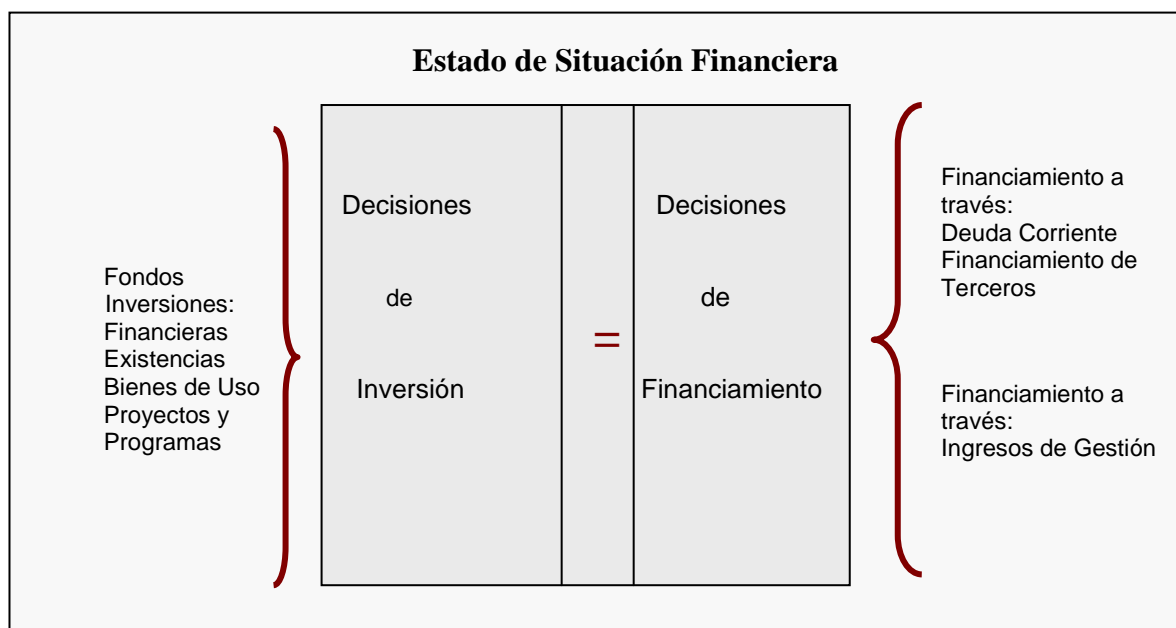 Estado de Situación Financiera
Fondos
Inversiones:
Financieras
Existencias
Bienes de Uso
Proyectos y
Programas
Decisiones
de
Inversión
=
Decisiones
de
Financiamiento
Financiamiento a
través:
Deuda Corriente
Financiamiento de
Terceros
Financiamiento a
través:
Ingresos de Gestión